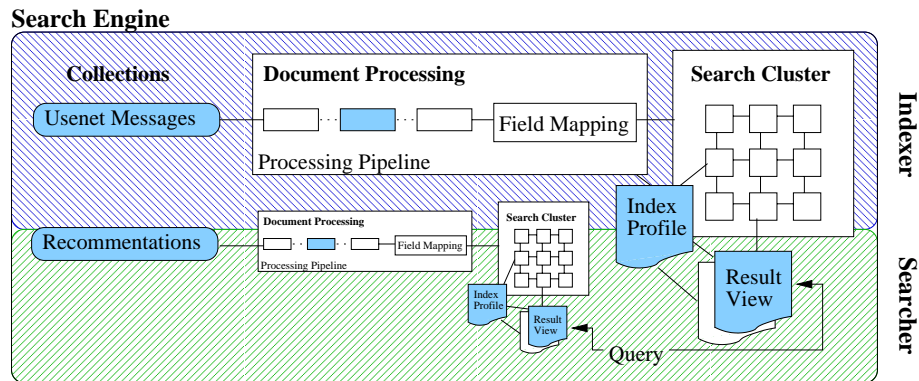 Search Engine
Collections
Usenet Messages
Document Processing
Field Mapping
Processing Pipeline
Search Cluster
Indexer
Index
Profile
Result
View
Recommentations
Document Processing
Field Mapping
Processing Pipeline
Search Cluster
Index
Profile
Result
View
Query
Searcher